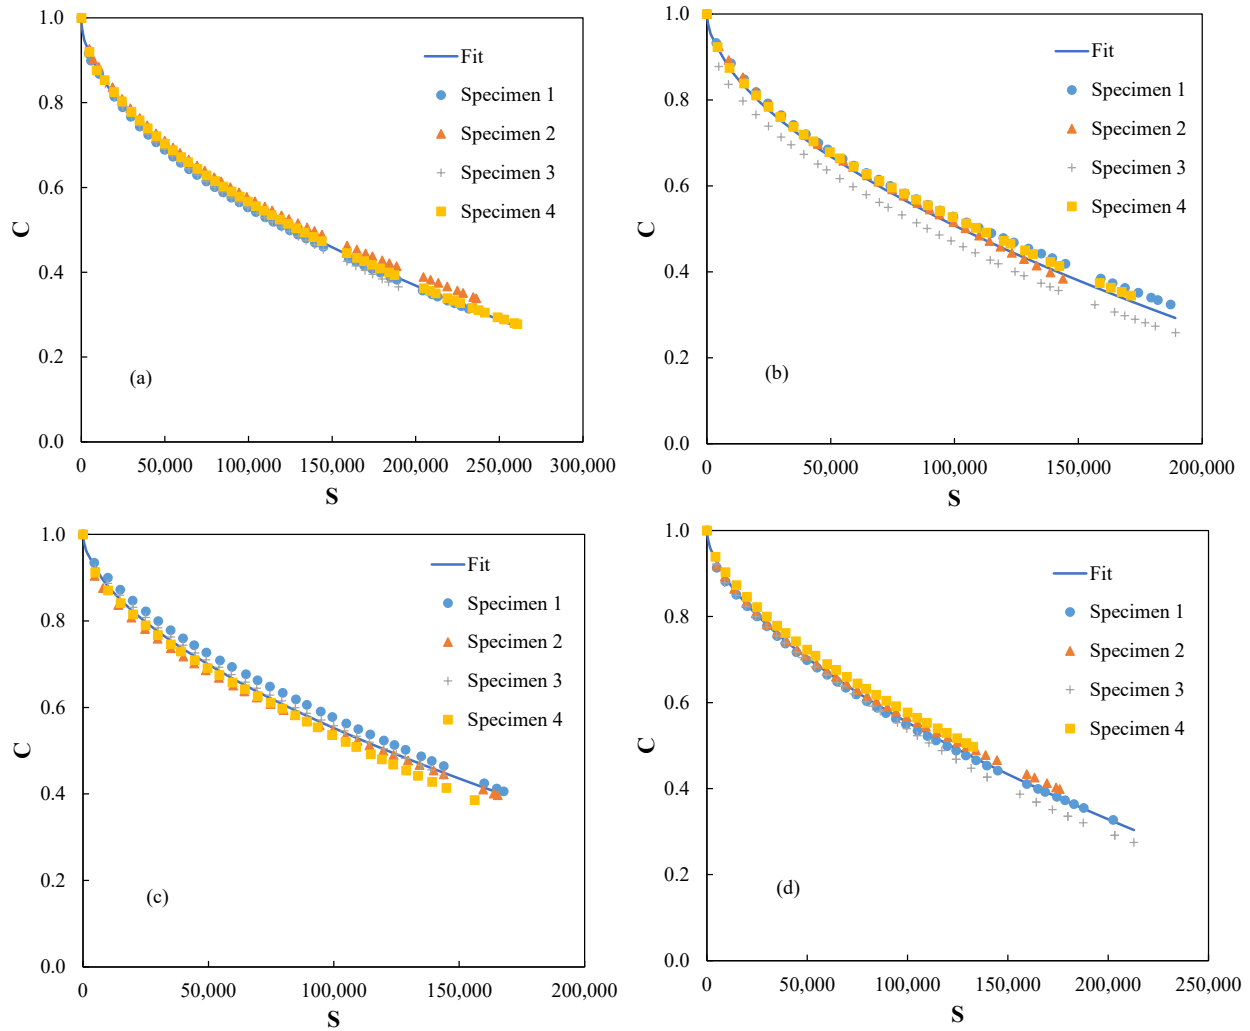 1.0
0.8
0.6
0.4
0.2
0.0
C
0 50,000 100,000 150,000 200,000 250,000 300,000
S
Fit
Specimen 1
Specimen 2
Specimen 3
Specimen 4
(a)
1.0
0.8
0.6
0.4
0.2
0.0
C
0 50,000 100,000 150,000 200,000
S
Fit
Specimen 1
Specimen 2
Specimen 3
Specimen 4
(b)
1.0
0.8
0.6
0.4
0.2
0.0
C
0 50,000 100,000 150,000 200,000
S
Fit
Specimen 1
Specimen 2
Specimen 3
Specimen 4
(c)
1.0
0.8
0.6
0.4
0.2
0.0
C
0 50,000 100,000 150,000 200,000 250,000
S
Fit
Specimen 1
Specimen 2
Specimen 3
Specimen 4
(d)